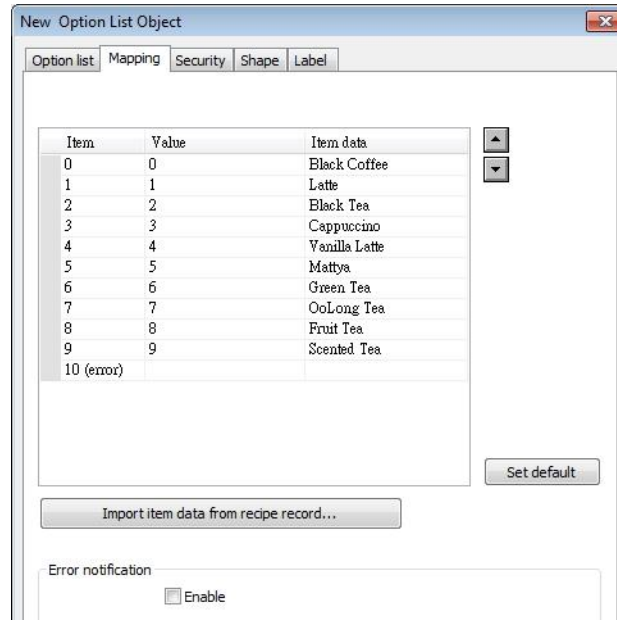 New Option List Object
Option list Mapping Security Shape Label
Item Value Item data
0 0 Black Coffee
1 1 Latte
2 2 Black Tea
3 3 Cappuccino
4 4 Vanilla Latte
5 5 Mattya
6 6 Green Tea
7 7 OoLong Tea
8 8 Fruit Tea
9 9 Scented Tea
10 (error)
Set default
Import item data from recipe record...
Error notification
Enable